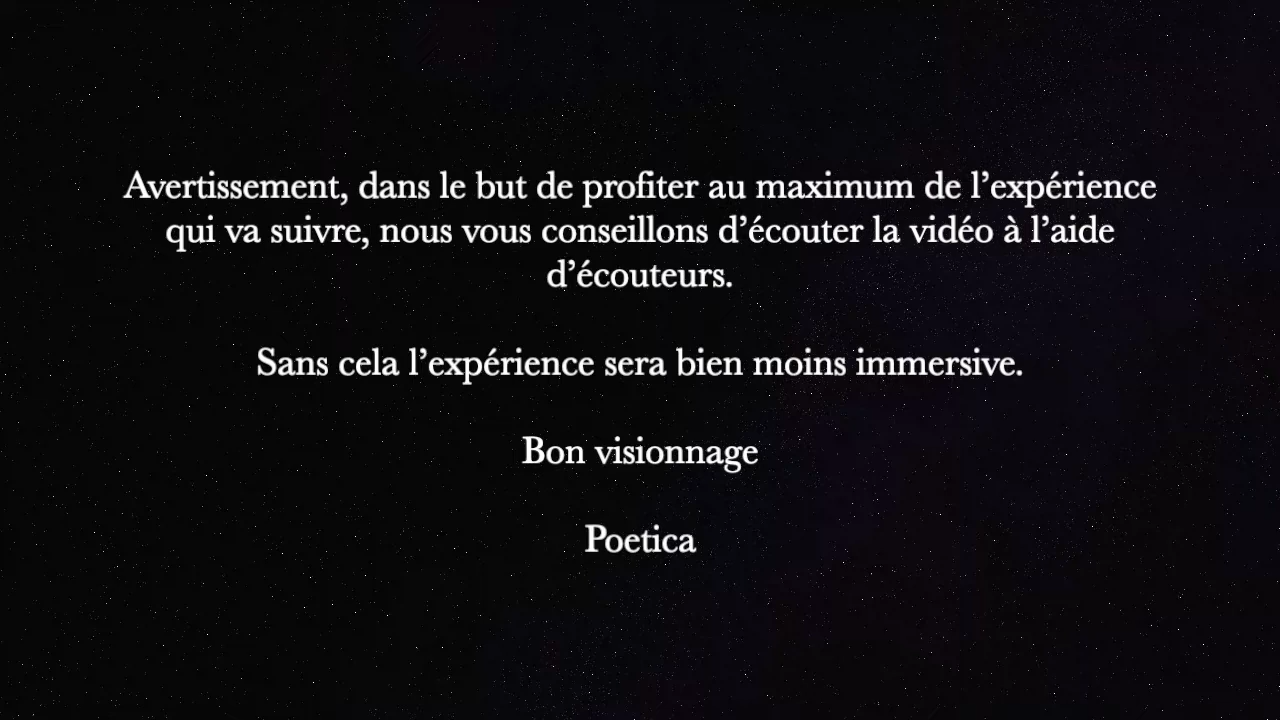 Avertissement, dans le but de profiter au maximum de l’expérience
qui va suivre, nous vous conseillons d’écouter la vidéo à l’aide
d’écouteurs.
Sans cela l’expérience sera bien moins immersive.
Bon visionnage
Poetica